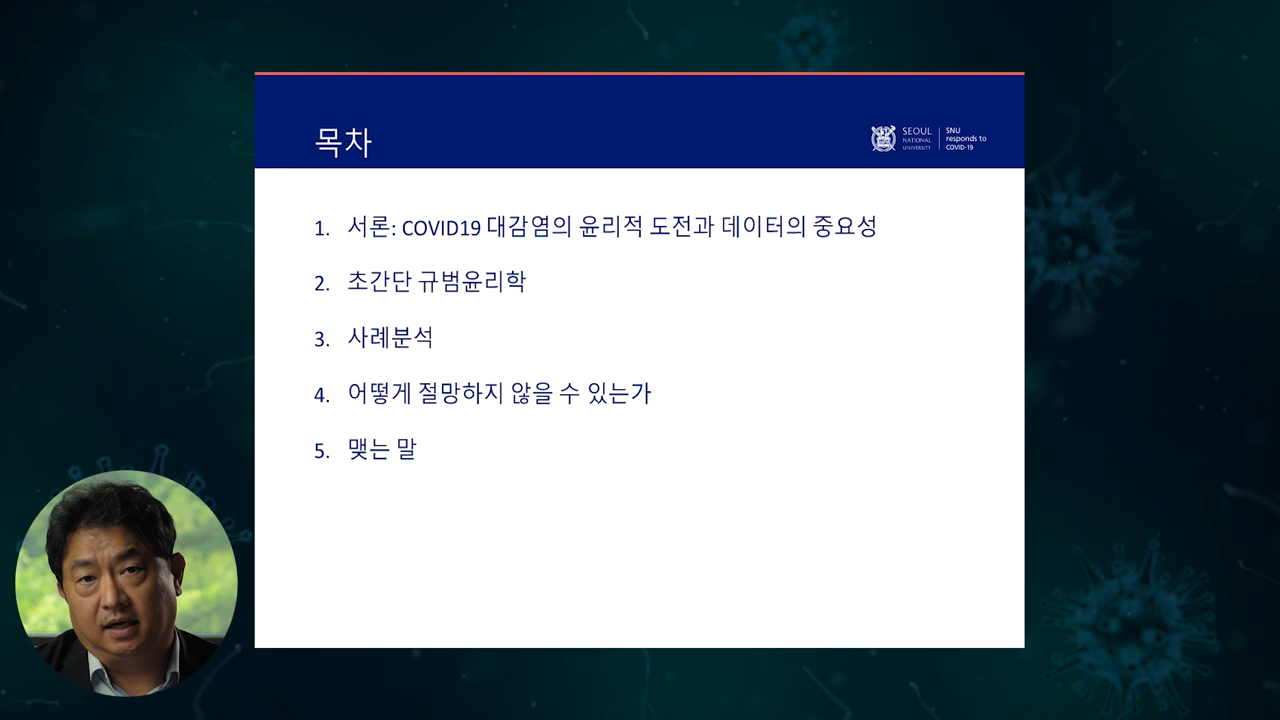 목차
SEOUL
NATIONAL
UNIVERSITY
SNU
responds to
COVID-19
1. 서론: COVID19 대감염의 윤리적 도전과 데이터의 중요성
2. 초간단 규범윤리학
3. 사례분석
4. 어떻게 절망하지 않을 수 있는가
5. 맺는 말